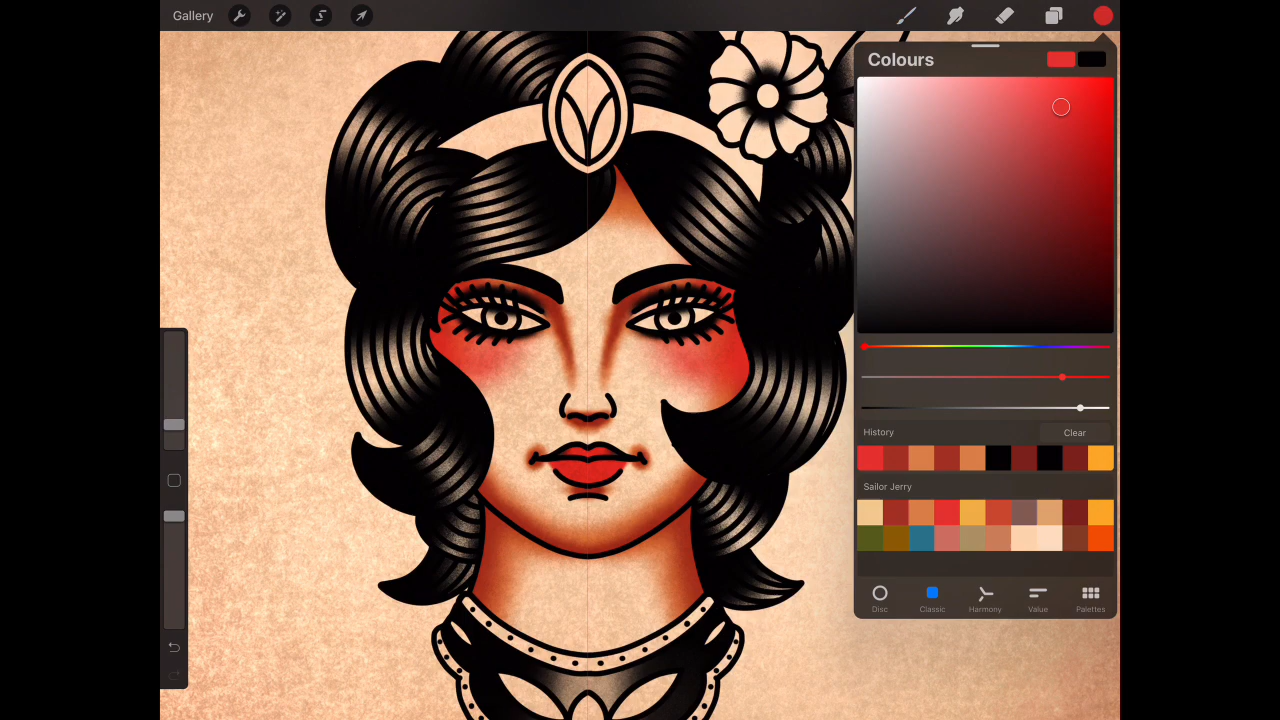 Gallery
Colours
History
Clear
Sailor Jerry
Disc
Classic
Harmony
Value
Palettes